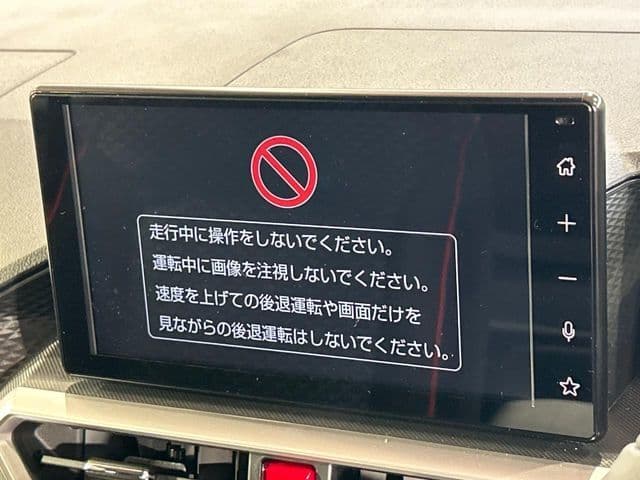 走行中に操作をしないでください。
運転中に画像を注視しないでください。
速度を上げての後退運転や画面だけを
見ながらの後退運転はしないでください。